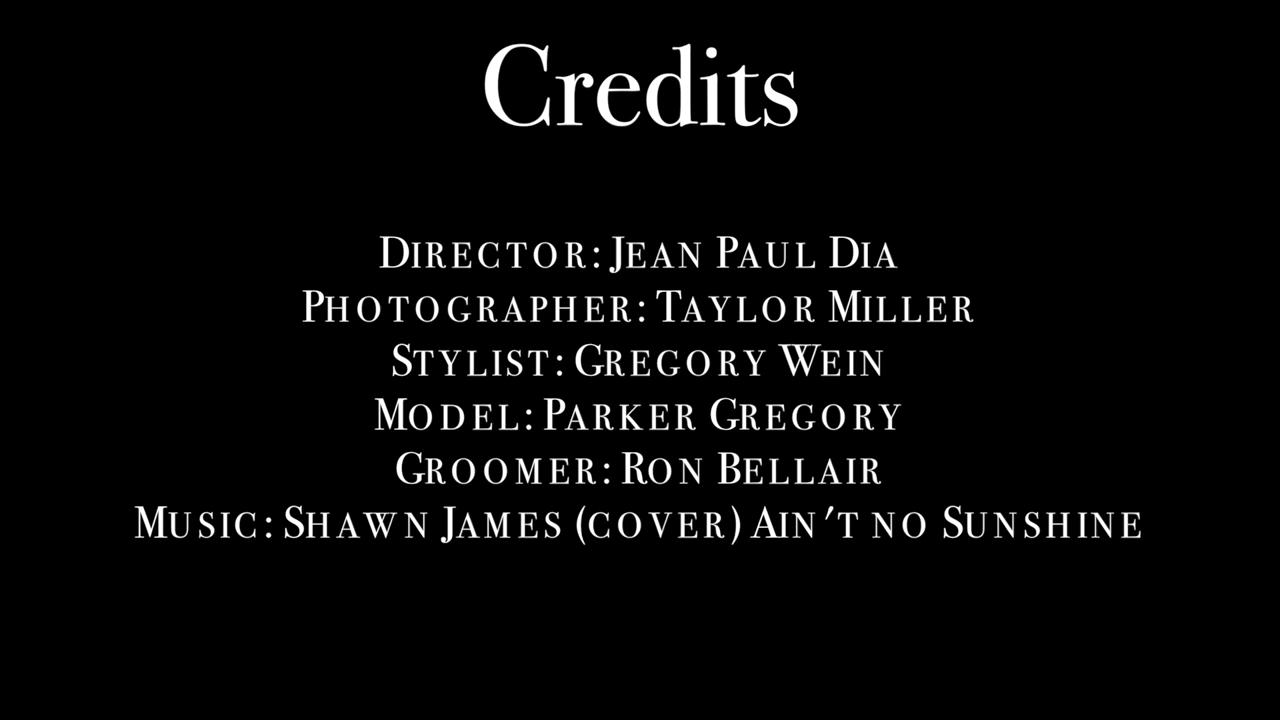 Credits
Director: Jean Paul Dia
Photographer: Taylor Miller
Stylist: Gregory Wein
Model: Parker Gregory
Groomer: Ron Bellair
Music: Shawn James (cover) Ain't no Sunshine